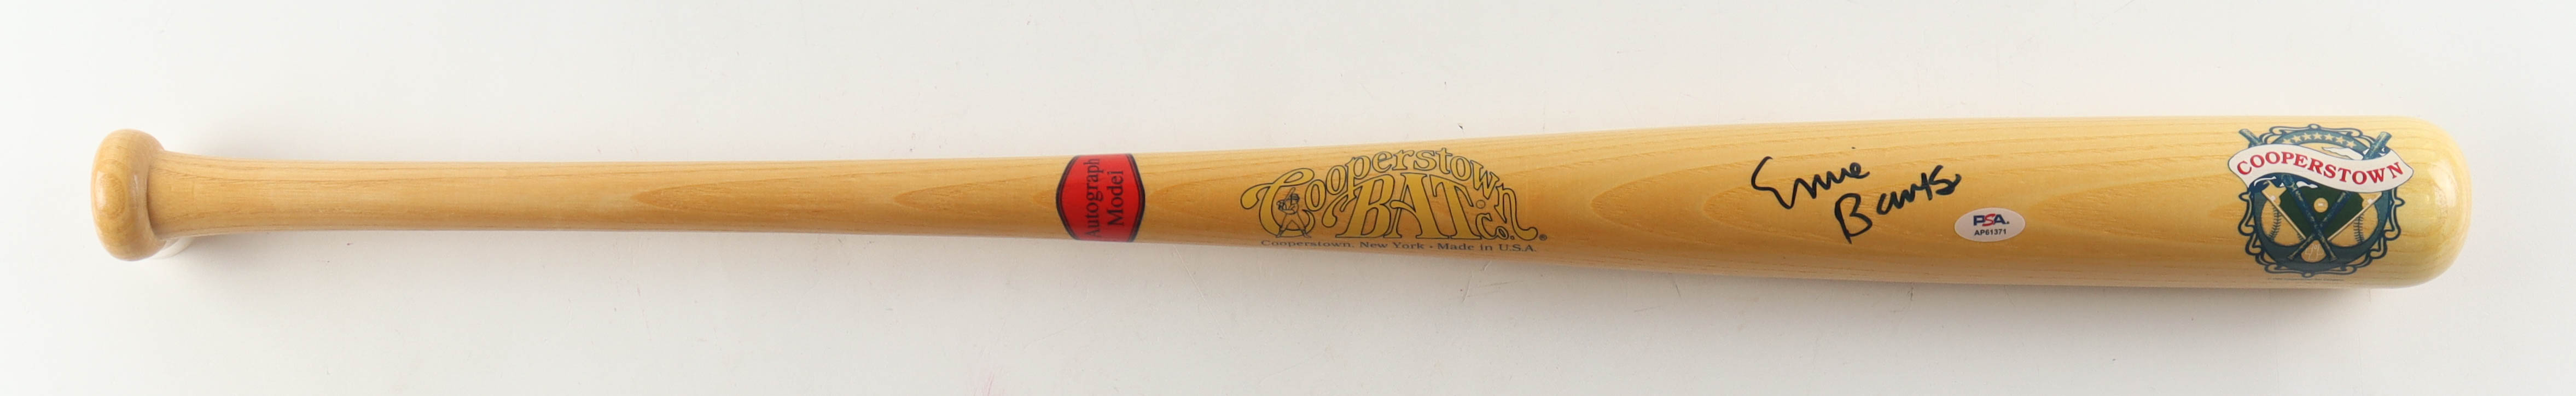 Autograph
Model
Cooperstown
BAT Co.®
Cooperstown, New York · Made in U.S.A.
Ernie
Banks
PSA
AP61371
COOPERSTOWN